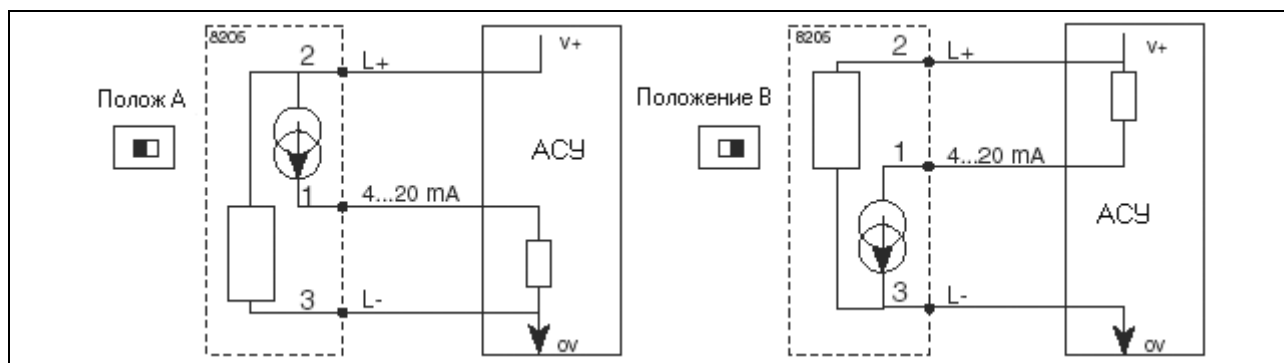 8205
2
L+
V+
Полож A
АСУ
1
4...20 mA
3
L-
0V
8205
2
L+
V+
Положение B
1
4...20 mA
АСУ
3
L-
0V